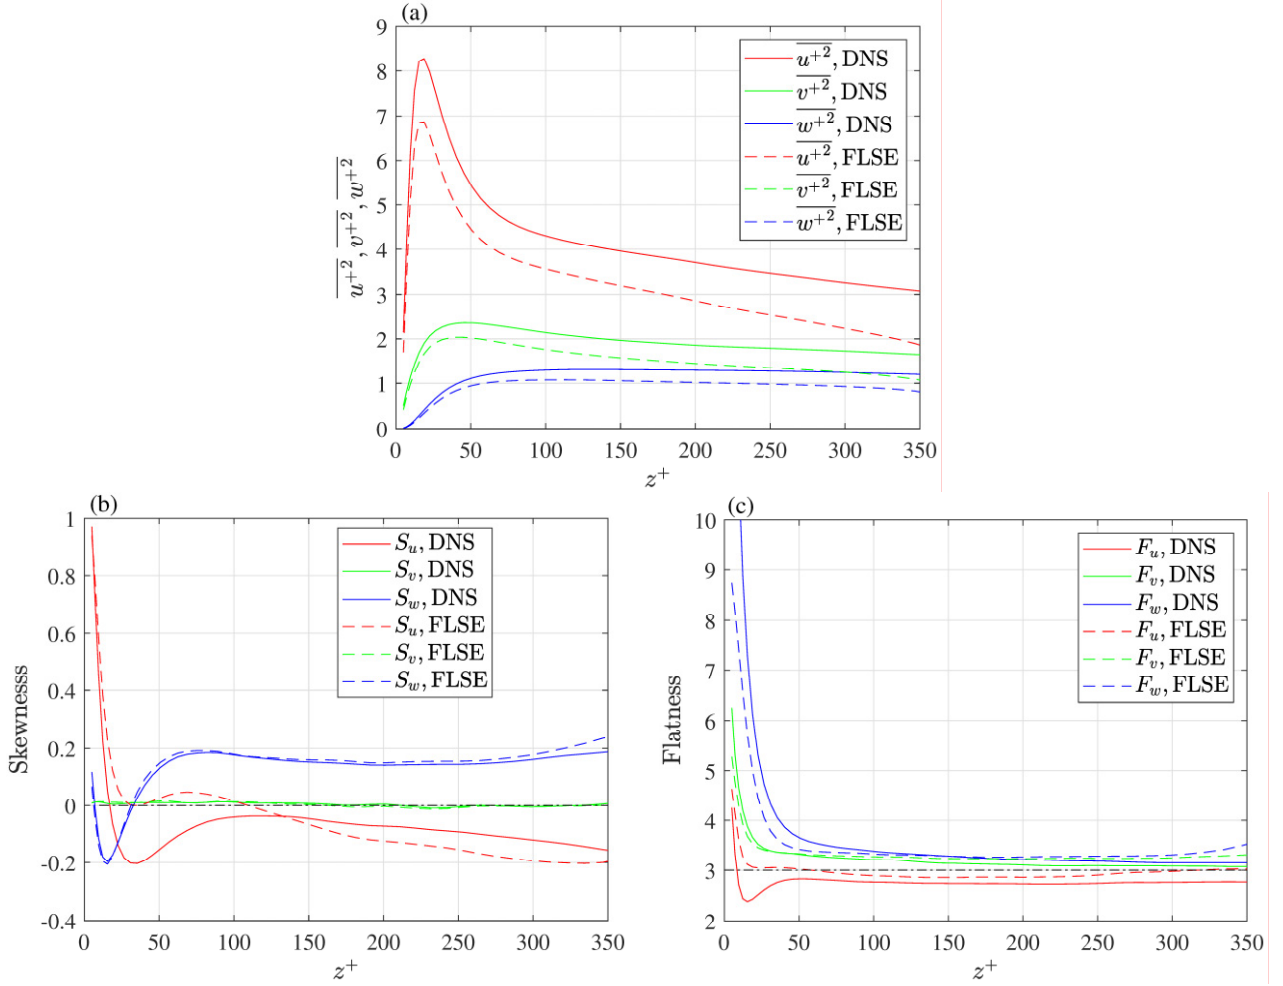 (a)
9
8
7
6
5
4
3
2
1
0
0 50 100 150 200 250 300 350
z⁺
u⁺², v⁺², w⁺²
u⁺², DNS
v⁺², DNS
w⁺², DNS
u⁺², FLSE
v⁺², FLSE
w⁺², FLSE
(b)
1
0.8
0.6
0.4
0.2
0
-0.2
-0.4
0 50 100 150 200 250 300 350
z⁺
Skewnesss
Sᵤ, DNS
Sᵥ, DNS
S_w, DNS
Sᵤ, FLSE
Sᵥ, FLSE
S_w, FLSE
(c)
10
9
8
7
6
5
4
3
2
0 50 100 150 200 250 300 350
z⁺
Flatness
Fᵤ, DNS
Fᵥ, DNS
F_w, DNS
Fᵤ, FLSE
Fᵥ, FLSE
F_w, FLSE